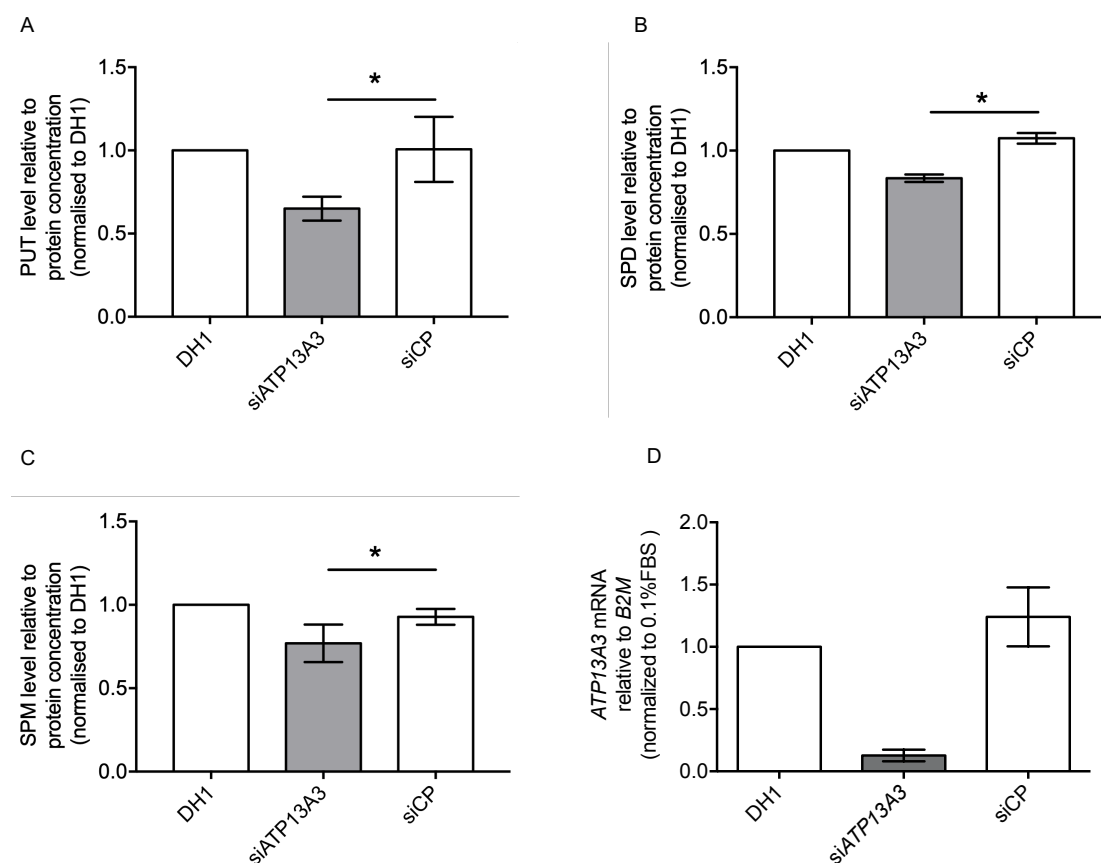 A
PUT level relative to
protein concentration
(normalised to DH1)
1.5
1.0
0.5
0.0
*
DH1
siATP13A3
siCP
B
SPD level relative to
protein concentration
(normalised to DH1)
1.5
1.0
0.5
0.0
*
DH1
siATP13A3
siCP
C
SPM level relative to
protein concentration
(normalised to DH1)
1.5
1.0
0.5
0.0
*
DH1
siATP13A3
siCP
D
ATP13A3 mRNA
relative to B2M
(normalized to 0.1%FBS )
2.0
1.5
1.0
0.5
0.0
DH1
siATP13A3
siCP